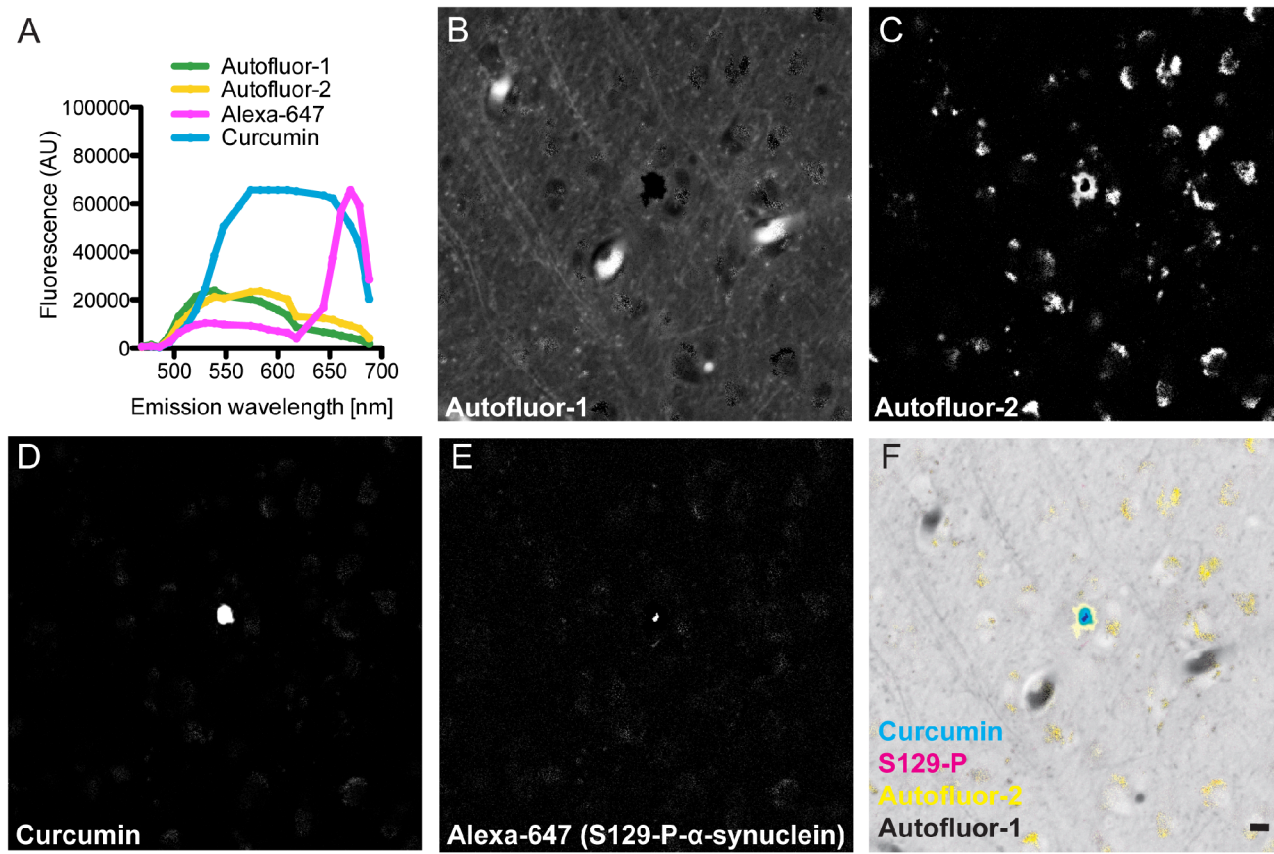 A
Autofluor-1
Autofluor-2
Alexa-647
Curcumin
100000
80000
60000
40000
20000
0
Fluorescence (AU)
500 550 600 650 700
Emission wavelength [nm]
B
Autofluor-1
C
Autofluor-2
D
Curcumin
E
Alexa-647 (S129-P-α-synuclein)
F
Curcumin
S129-P
Autofluor-2
Autofluor-1